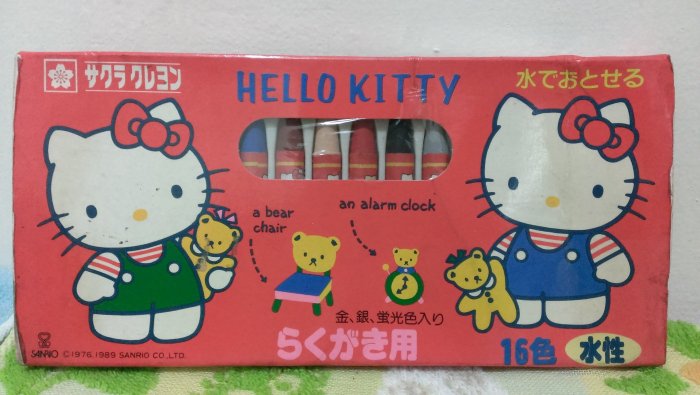 サクラクレヨン
HELLO KITTY
水でおとせる
a bear
chair
an alarm clock
金、銀、蛍光色入り
らくがき用
16色
水性
SANRIO © 1976, 1989 SANRIO CO., LTD.